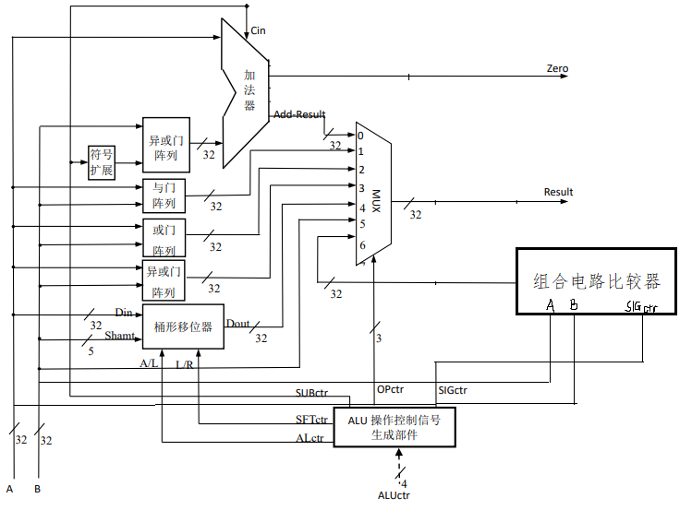 Cin
加
法
器
Zero
Add-Result
32
0
1
2
3
4
5
6
MUX
异或门
阵列
32
符号
扩展
与门
阵列
32
或门
阵列
32
异或门
阵列
32
Result
32
组合电路比较器
A B SIGctr
32
Din
32
Shamt
5
桶形移位器
Dout
32
A/L L/R
3
SUBctr
OPctr
SIGctr
SFTctr
ALctr
ALU 操作控制信号
生成部件
32
32
4
ALUctr
A
B